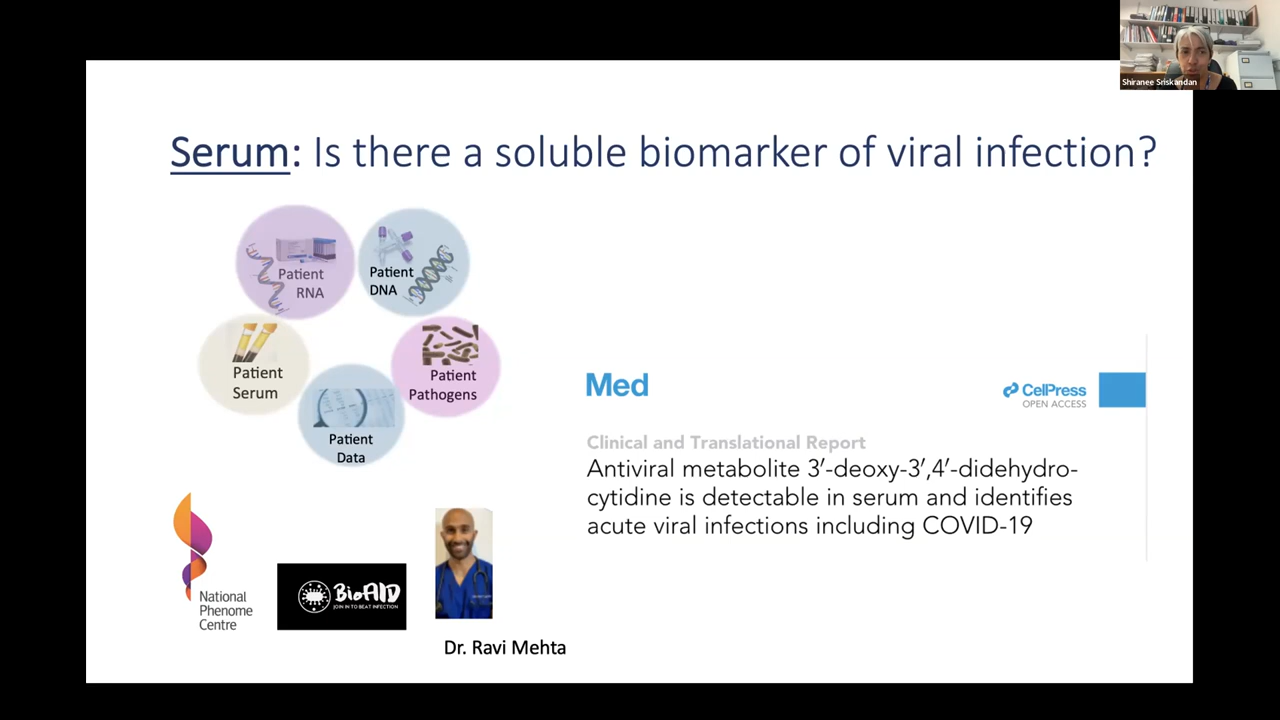 Shiranee Sriskandan
Serum: Is there a soluble biomarker of viral infection?
Patient
RNA
Patient
DNA
Patient
Serum
Patient
Pathogens
Patient
Data
Med
CellPress
OPEN ACCESS
Clinical and Translational Report
Antiviral metabolite 3′-deoxy-3′,4′-didehydro-
cytidine is detectable in serum and identifies
acute viral infections including COVID-19
National
Phenome
Centre
BioAID
JOIN IN TO BEAT INFECTION
Dr. Ravi Mehta